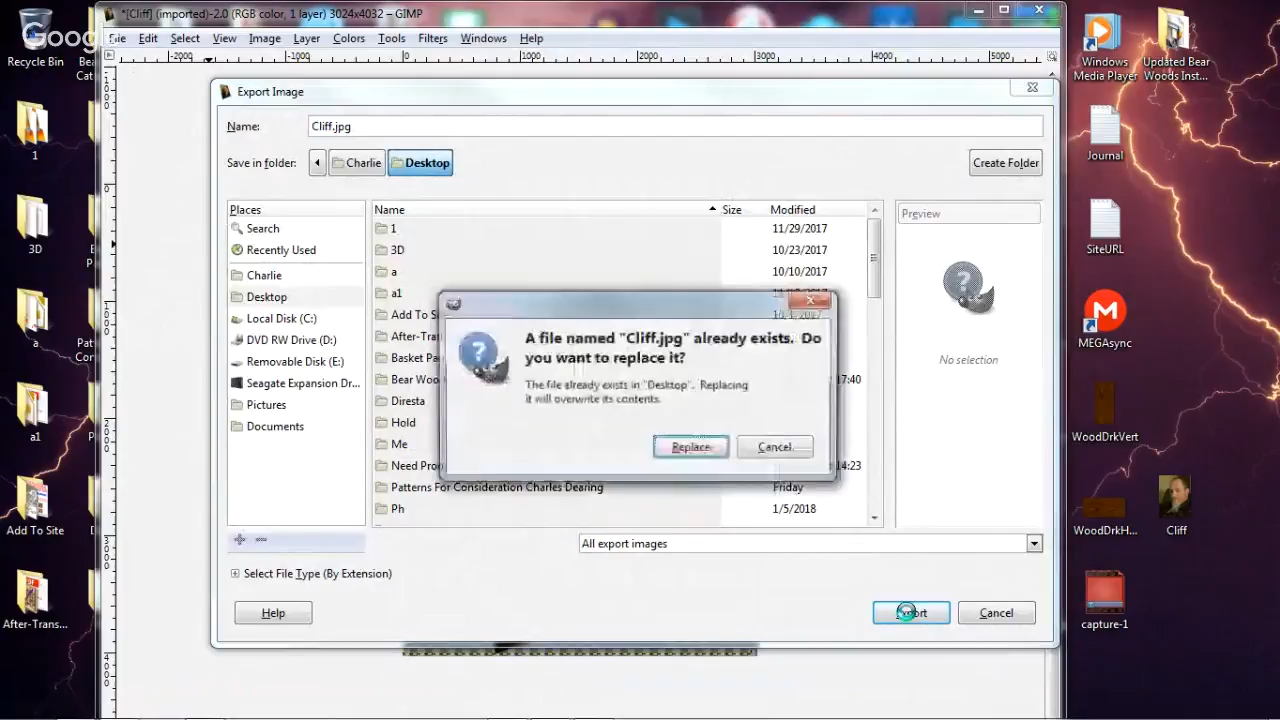 *[Cliff] (imported)-2.0 (RGB color, 1 layer) 3024x4032 – GIMP
File Edit Select View Image Layer Colors Tools Filters Windows Help
-2000 -1000 0 1000 2000 3000 4000 5000
Export Image
Name: Cliff.jpg
Save in folder: Charlie Desktop Create Folder
Places
Search
Recently Used
Charlie
Desktop
Local Disk (C:)
DVD RW Drive (D:)
Removable Disk (E:)
Seagate Expansion Dr...
Pictures
Documents
Name Size Modified
1 11/29/2017
3D 10/23/2017
a 10/10/2017
a1
Add To S
After-Tra
Basket Pa
Bear Woo 17:40
Diresta
Hold
Me
Need Pro 14:23
Patterns For Consideration Charles Dearing Friday
Ph 1/5/2018
Preview
No selection
A file named "Cliff.jpg" already exists. Do
you want to replace it?
The file already exists in "Desktop". Replacing
it will overwrite its contents.
Replace Cancel
All export images
Select File Type (By Extension)
Help Export Cancel
Recycle Bin
1
3D
a
a1
Add To Site
After-Trans...
Windows
Media Player
Updated Bear
Woods Inst...
Journal
SiteURL
MEGAsync
WoodDrkVert
WoodDrkH...
Cliff
capture-1